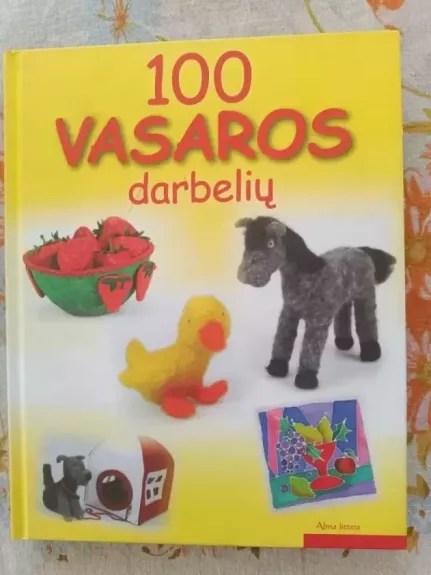 100
VASAROS
darbelių
Alma littera